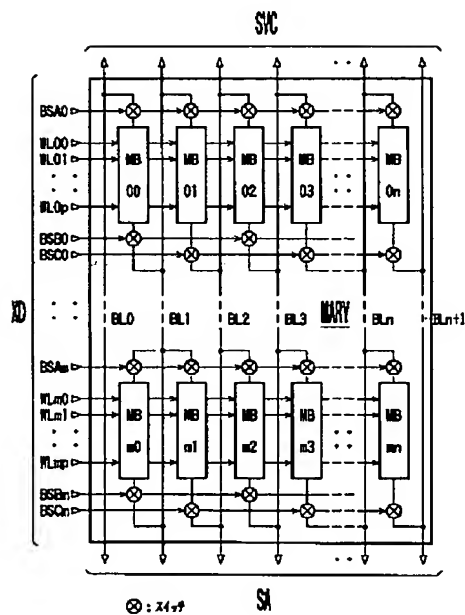 SVC
BSA0
WL00
WL01
WL0p
MB 00
MB 01
MB 02
MB 03
MB 0n
BSB0
BSC0
XD
BL0
BL1
BL2
BL3
MARY
BLn
BLn+1
BSAm
WLm0
WLm1
WLmp
MB m0
MB m1
MB m2
MB m3
MB mn
BSBm
BSCm
SA
⊗:スイッチ